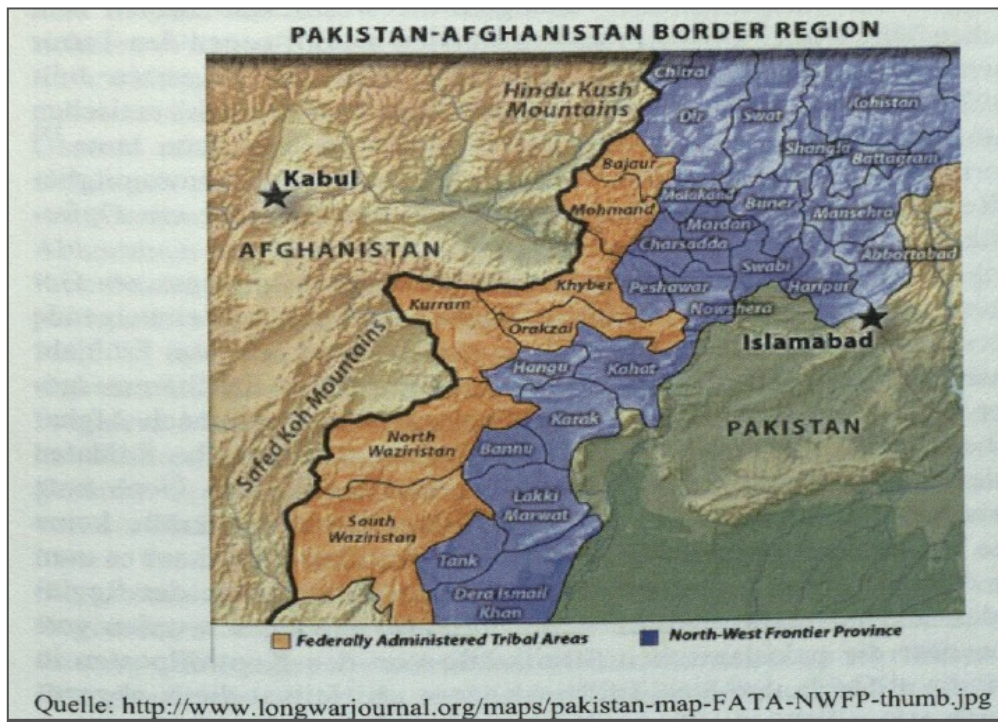 PAKISTAN-AFGHANISTAN BORDER REGION
Chitral
Hindu Kush
Mountains
Dir
Swat
Kohistan
Shangla
Battagram
Bajaur
Kabul
Malakand
Buner
Mansehra
Mohmand
Mardan
AFGHANISTAN
Charsadda
Abbottabad
Swabi
Khyber
Peshawar
Haripur
Kurram
Nowshera
Orakzai
Islamabad
Hangu
Kohat
Safed Koh Mountains
Karak
PAKISTAN
North
Waziristan
Bannu
Lakki
Marwat
South
Waziristan
Tank
Dera Ismail
Khan
Federally Administered Tribal Areas
North-West Frontier Province
Quelle: http://www.longwarjournal.org/maps/pakistan-map-FATA-NWFP-thumb.jpg